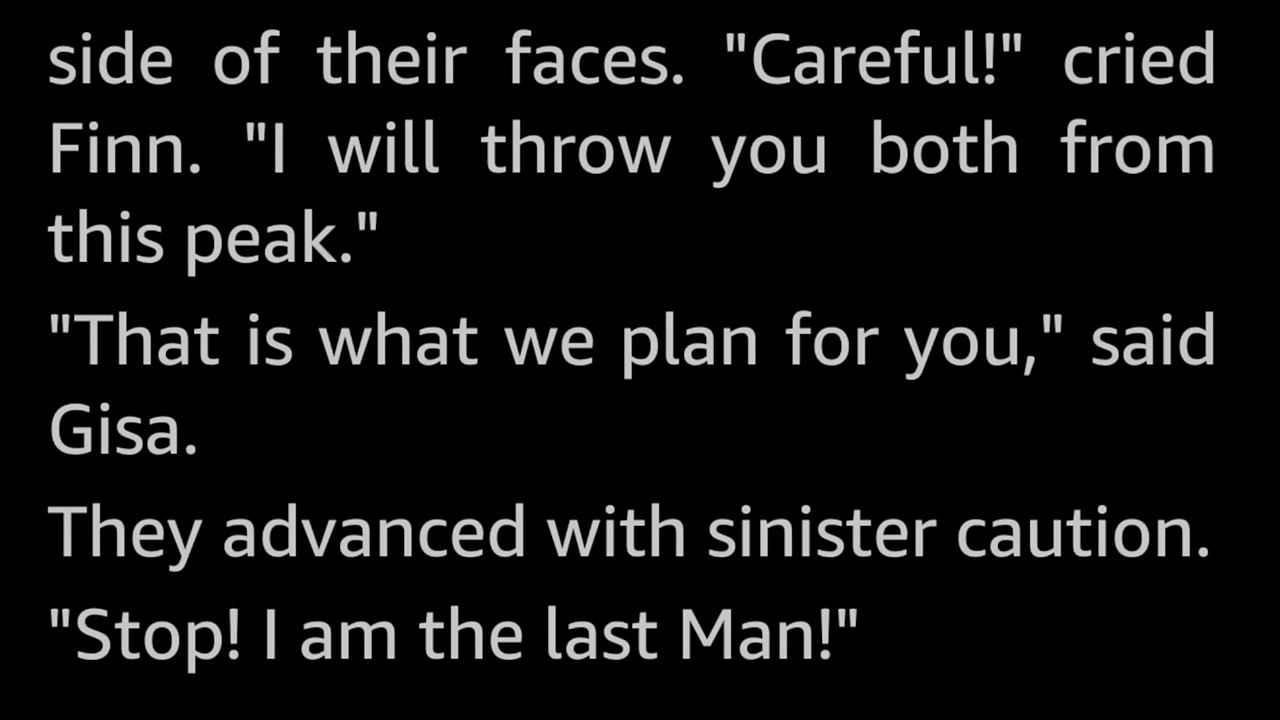 side of their faces. "Careful!" cried
Finn. "I will throw you both from
this peak."
"That is what we plan for you," said
Gisa.
They advanced with sinister caution.
"Stop! I am the last Man!"